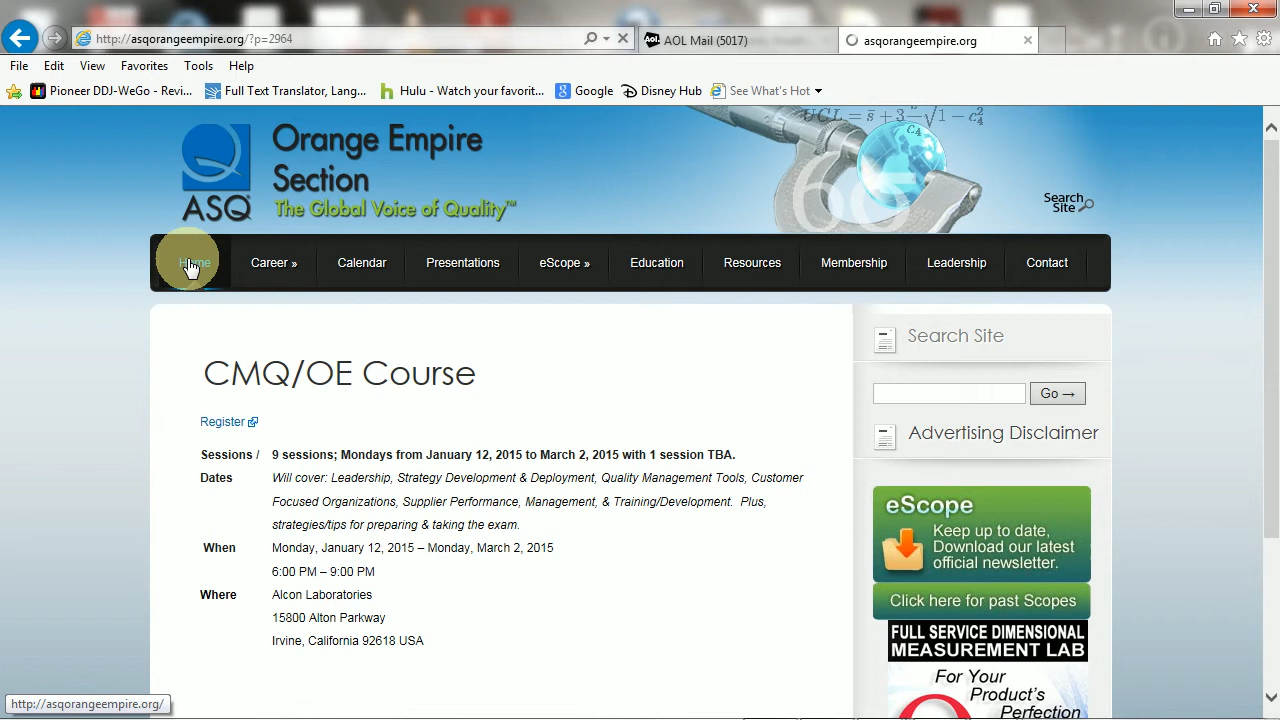 http://asqorangeempire.org/?p=2964
AOL Mail (5017)
asqorangeempire.org
File Edit View Favorites Tools Help
Pioneer DDJ-WeGo - Revi...
Full Text Translator, Lang...
Hulu - Watch your favorit...
Google
Disney Hub
See What's Hot
ASQ
Orange Empire
Section
The Global Voice of Quality™
Search
Site
Home
Career »
Calendar
Presentations
eScope »
Education
Resources
Membership
Leadership
Contact
CMQ/OE Course
Register
Sessions / 9 sessions; Mondays from January 12, 2015 to March 2, 2015 with 1 session TBA.
Dates Will cover: Leadership, Strategy Development & Deployment, Quality Management Tools, Customer
Focused Organizations, Supplier Performance, Management, & Training/Development. Plus,
strategies/tips for preparing & taking the exam.
When Monday, January 12, 2015 – Monday, March 2, 2015
6:00 PM – 9:00 PM
Where Alcon Laboratories
15800 Alton Parkway
Irvine, California 92618 USA
Search Site
Go →
Advertising Disclaimer
eScope
Keep up to date,
Download our latest
official newsletter.
Click here for past Scopes
FULL SERVICE DIMENSIONAL
MEASUREMENT LAB
For Your
Product's
Perfection
http://asqorangeempire.org/